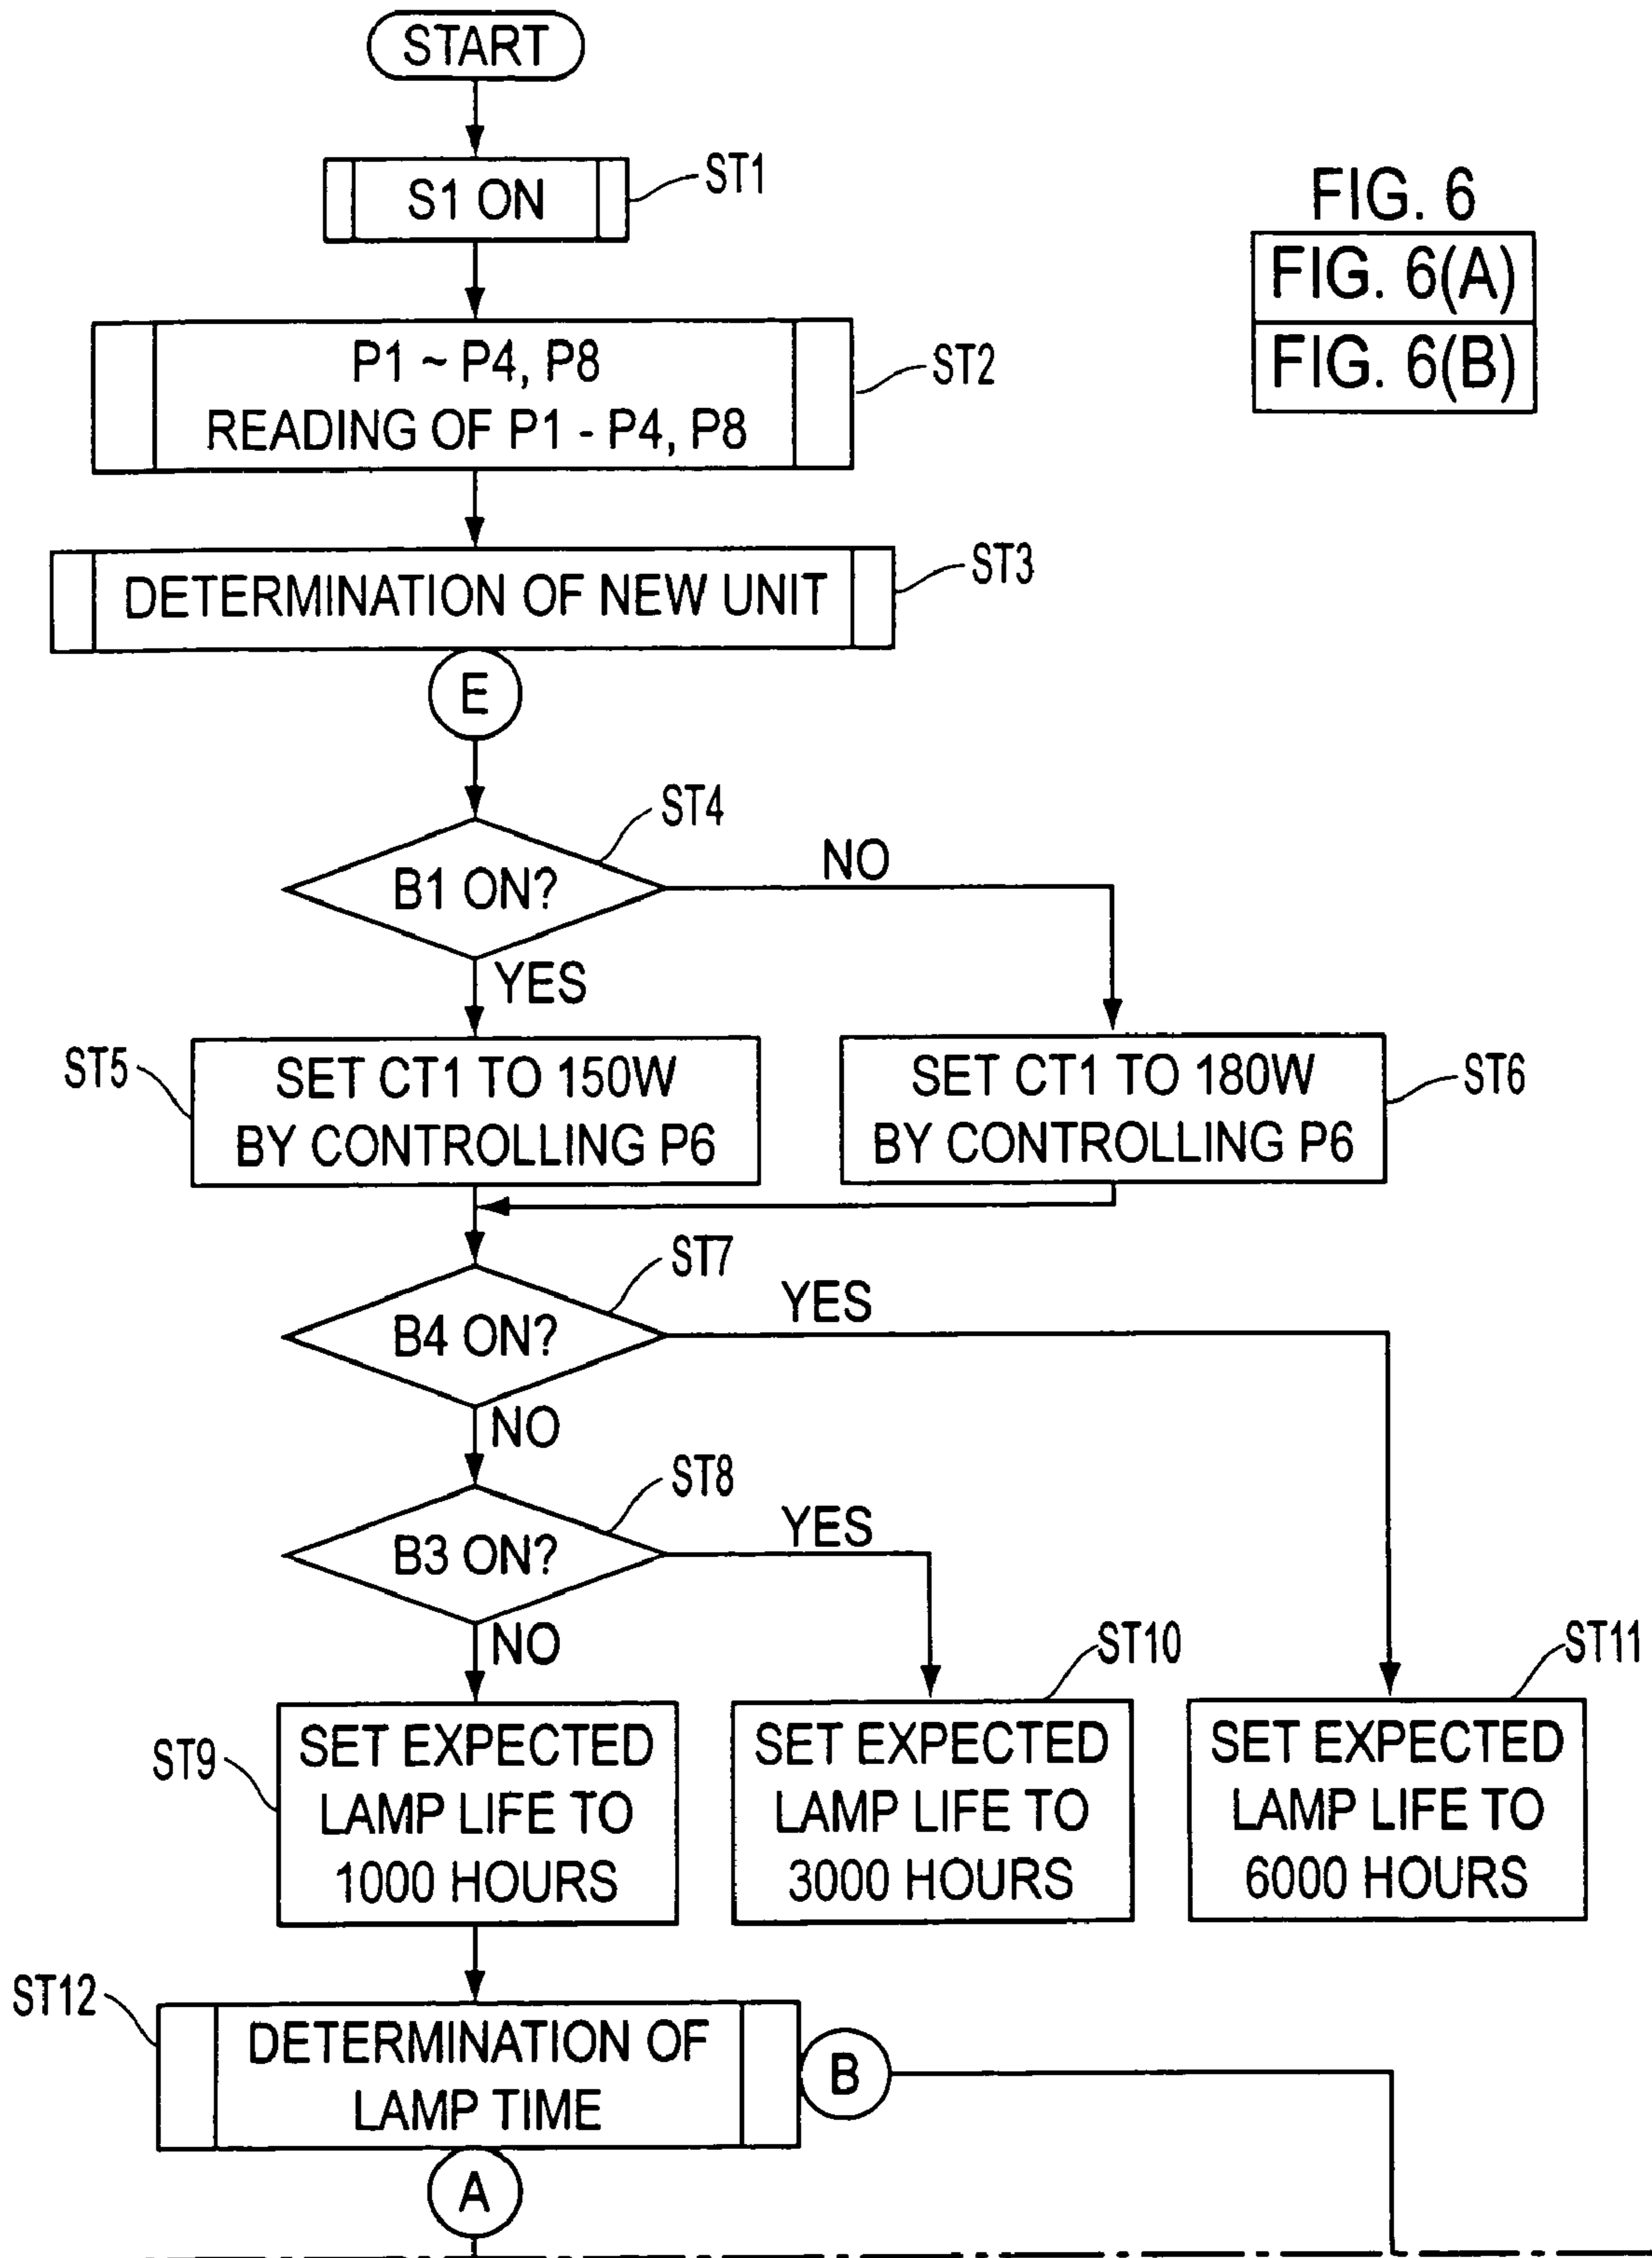 START
S1 ON
ST1
FIG. 6
FIG. 6(A)
FIG. 6(B)
P1 ~ P4, P8
READING OF P1 - P4, P8
ST2
DETERMINATION OF NEW UNIT
ST3
E
ST4
B1 ON?
NO
YES
ST5
SET CT1 TO 150W
BY CONTROLLING P6
SET CT1 TO 180W
BY CONTROLLING P6
ST6
ST7
B4 ON?
YES
NO
ST8
B3 ON?
YES
NO
ST9
SET EXPECTED
LAMP LIFE TO
1000 HOURS
ST10
SET EXPECTED
LAMP LIFE TO
3000 HOURS
ST11
SET EXPECTED
LAMP LIFE TO
6000 HOURS
ST12
DETERMINATION OF
LAMP TIME
B
A